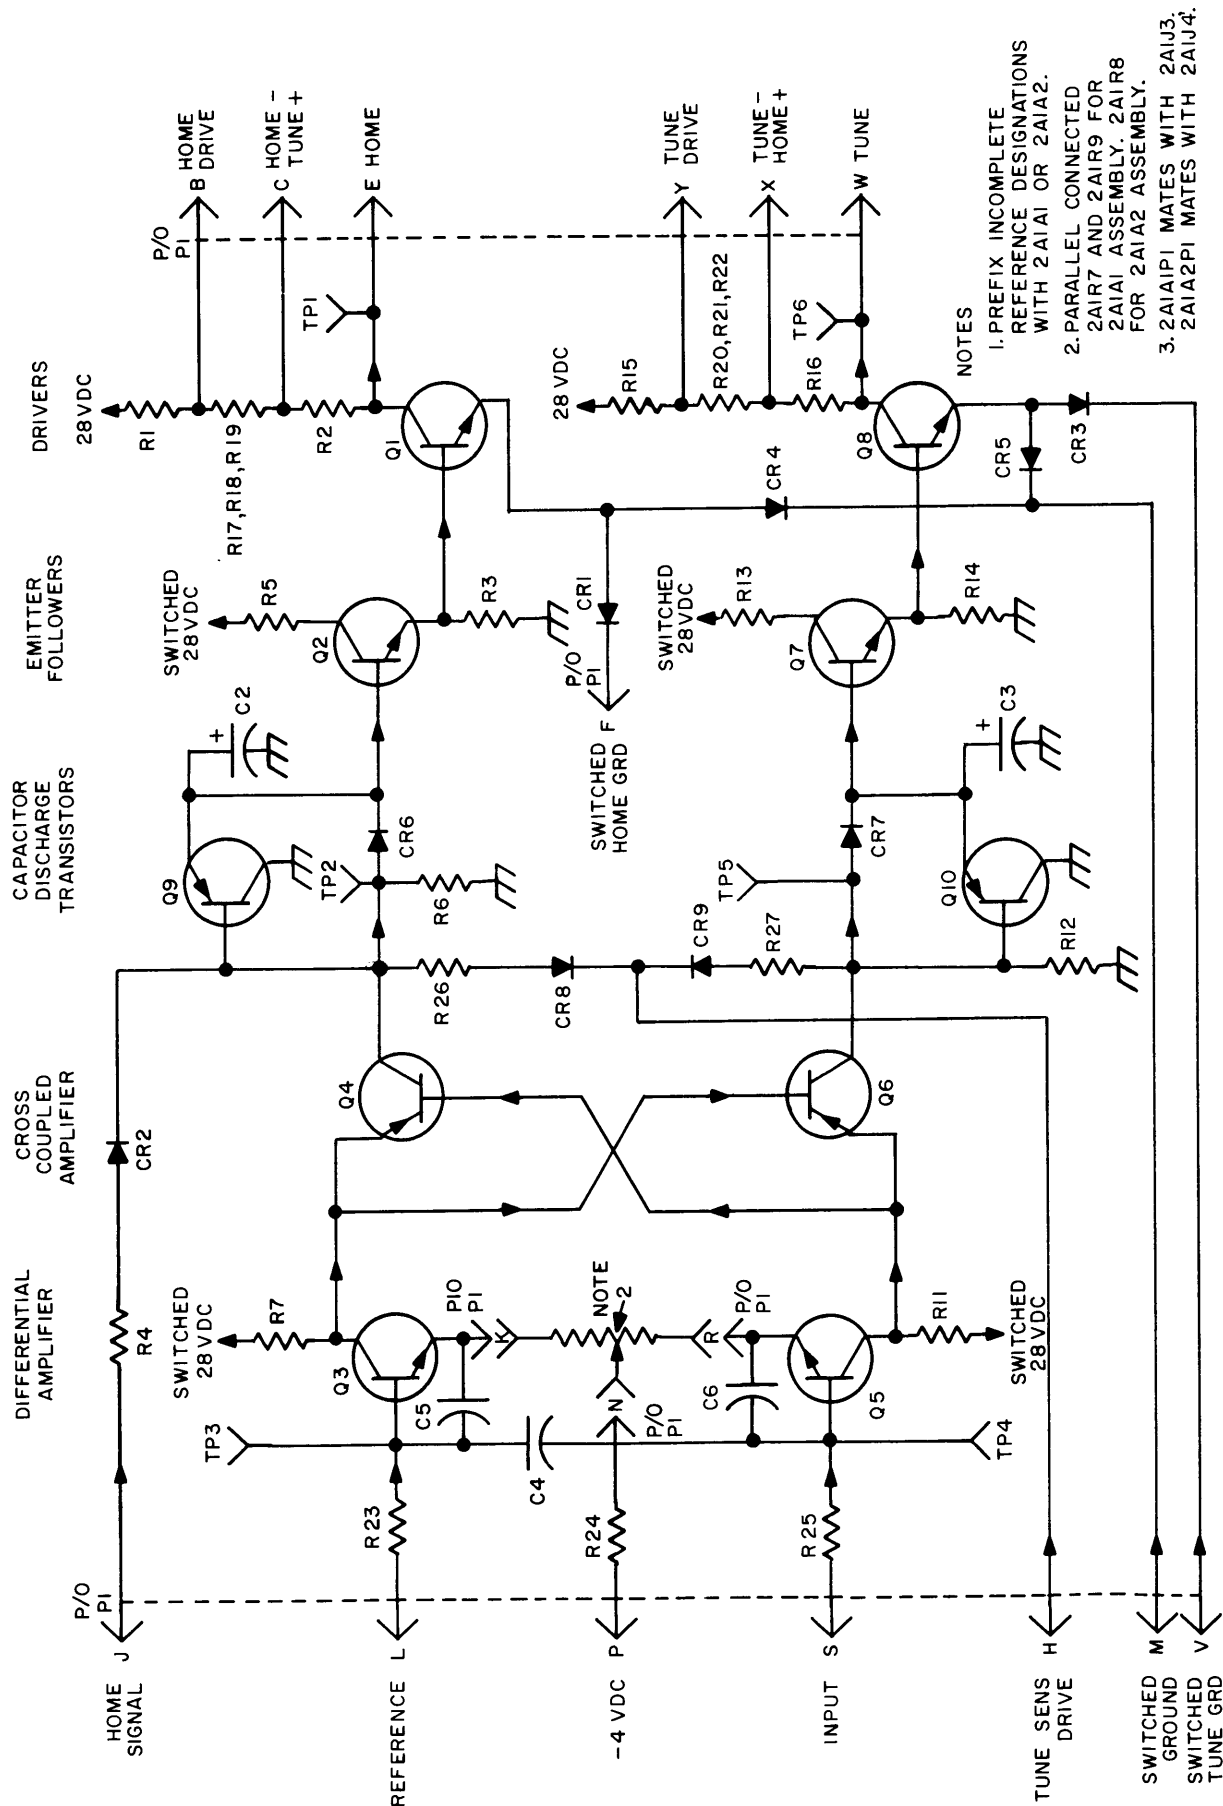 DIFFERENTIAL
AMPLIFIER
CROSS
COUPLED
AMPLIFIER
CAPACITOR
DISCHARGE
TRANSISTORS
EMITTER
FOLLOWERS
DRIVERS
P/O
P1
HOME
SIGNAL
J
R4
CR2
Q9
C2
+
SWITCHED
28VDC
R5
Q2
R3
28VDC
R1
R17,R18,R19
R2
Q1
TP1
P/O
P1
B HOME
DRIVE
C HOME -
TUNE +
E HOME
SWITCHED
28VDC
R7
Q3
TP3
REFERENCE L
R23
C5
P10
P1
K
Q4
TP2
CR6
R6
R26
CR8
CR9
R27
C4
-4 VDC P
R24
P/O
P1
N
NOTE
2
R
P/O
P1
C6
SWITCHED
HOME GRD
F
P/O
P1
CR1
CR4
INPUT S
R25
Q5
TP4
R11
SWITCHED
28VDC
Q6
TP5
CR7
Q10
R12
C3
+
SWITCHED
28VDC
R13
Q7
R14
28VDC
R15
R20,R21,R22
R16
Q8
TP6
CR5
CR3
Y TUNE
DRIVE
X TUNE-
HOME+
W TUNE
TUNE SENS
DRIVE
H
SWITCHED
GROUND
M
SWITCHED
TUNE GRD
V
NOTES
1. PREFIX INCOMPLETE
REFERENCE DESIGNATIONS
WITH 2A1A1 OR 2A1A2.
2. PARALLEL CONNECTED
2A1R7 AND 2A1R9 FOR
2A1A1 ASSEMBLY. 2A1R8
FOR 2A1A2 ASSEMBLY.
3. 2A1A1P1 MATES WITH 2A1J3.
2A1A2P1 MATES WITH 2A1J4.